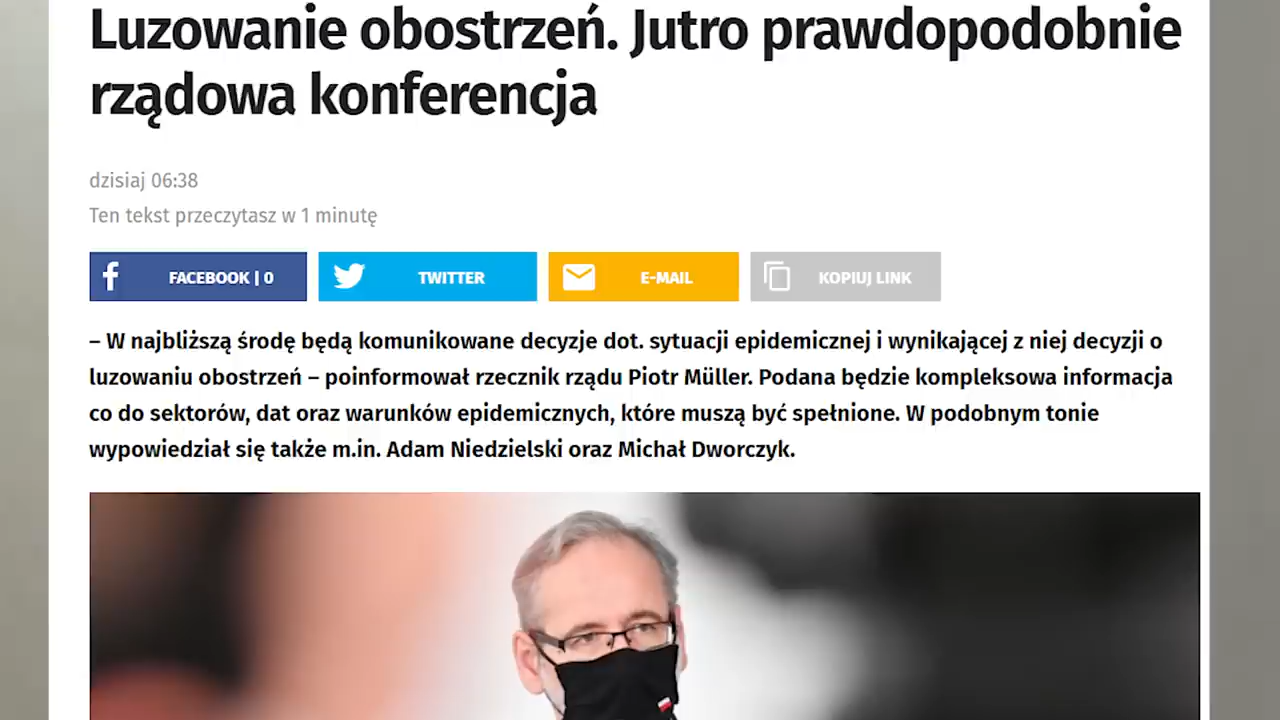 Luzowanie obostrzeń. Jutro prawdopodobnie
rządowa konferencja
dzisiaj 06:38
Ten tekst przeczytasz w 1 minutę
FACEBOOK | 0
TWITTER
E-MAIL
KOPIUJ LINK
– W najbliższą środę będą komunikowane decyzje dot. sytuacji epidemicznej i wynikającej z niej decyzji o
luzowaniu obostrzeń – poinformował rzecznik rządu Piotr Müller. Podana będzie kompleksowa informacja
co do sektorów, dat oraz warunków epidemicznych, które muszą być spełnione. W podobnym tonie
wypowiedział się także m.in. Adam Niedzielski oraz Michał Dworczyk.